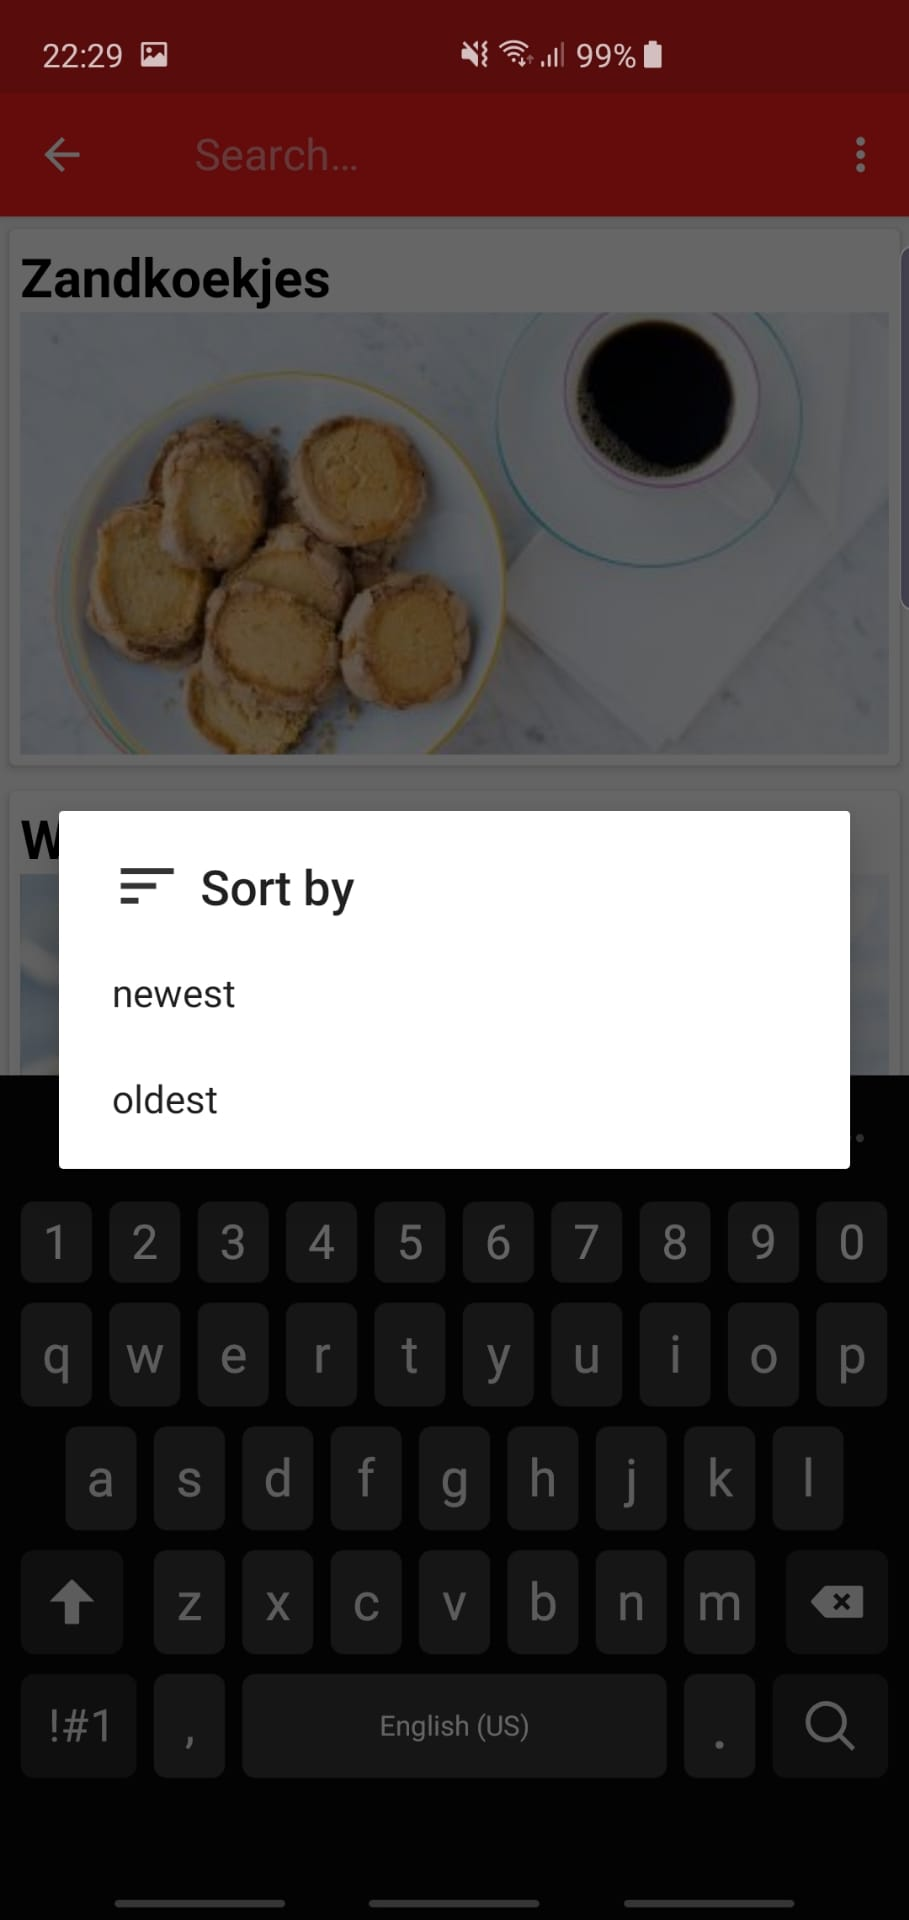 22:29 99%
Search...
Zandkoekjes
W
Sort by
newest
oldest
1 2 3 4 5 6 7 8 9 0
q w e r t y u i o p
a s d f g h j k l
z x c v b n m
!#1 , English (US) .